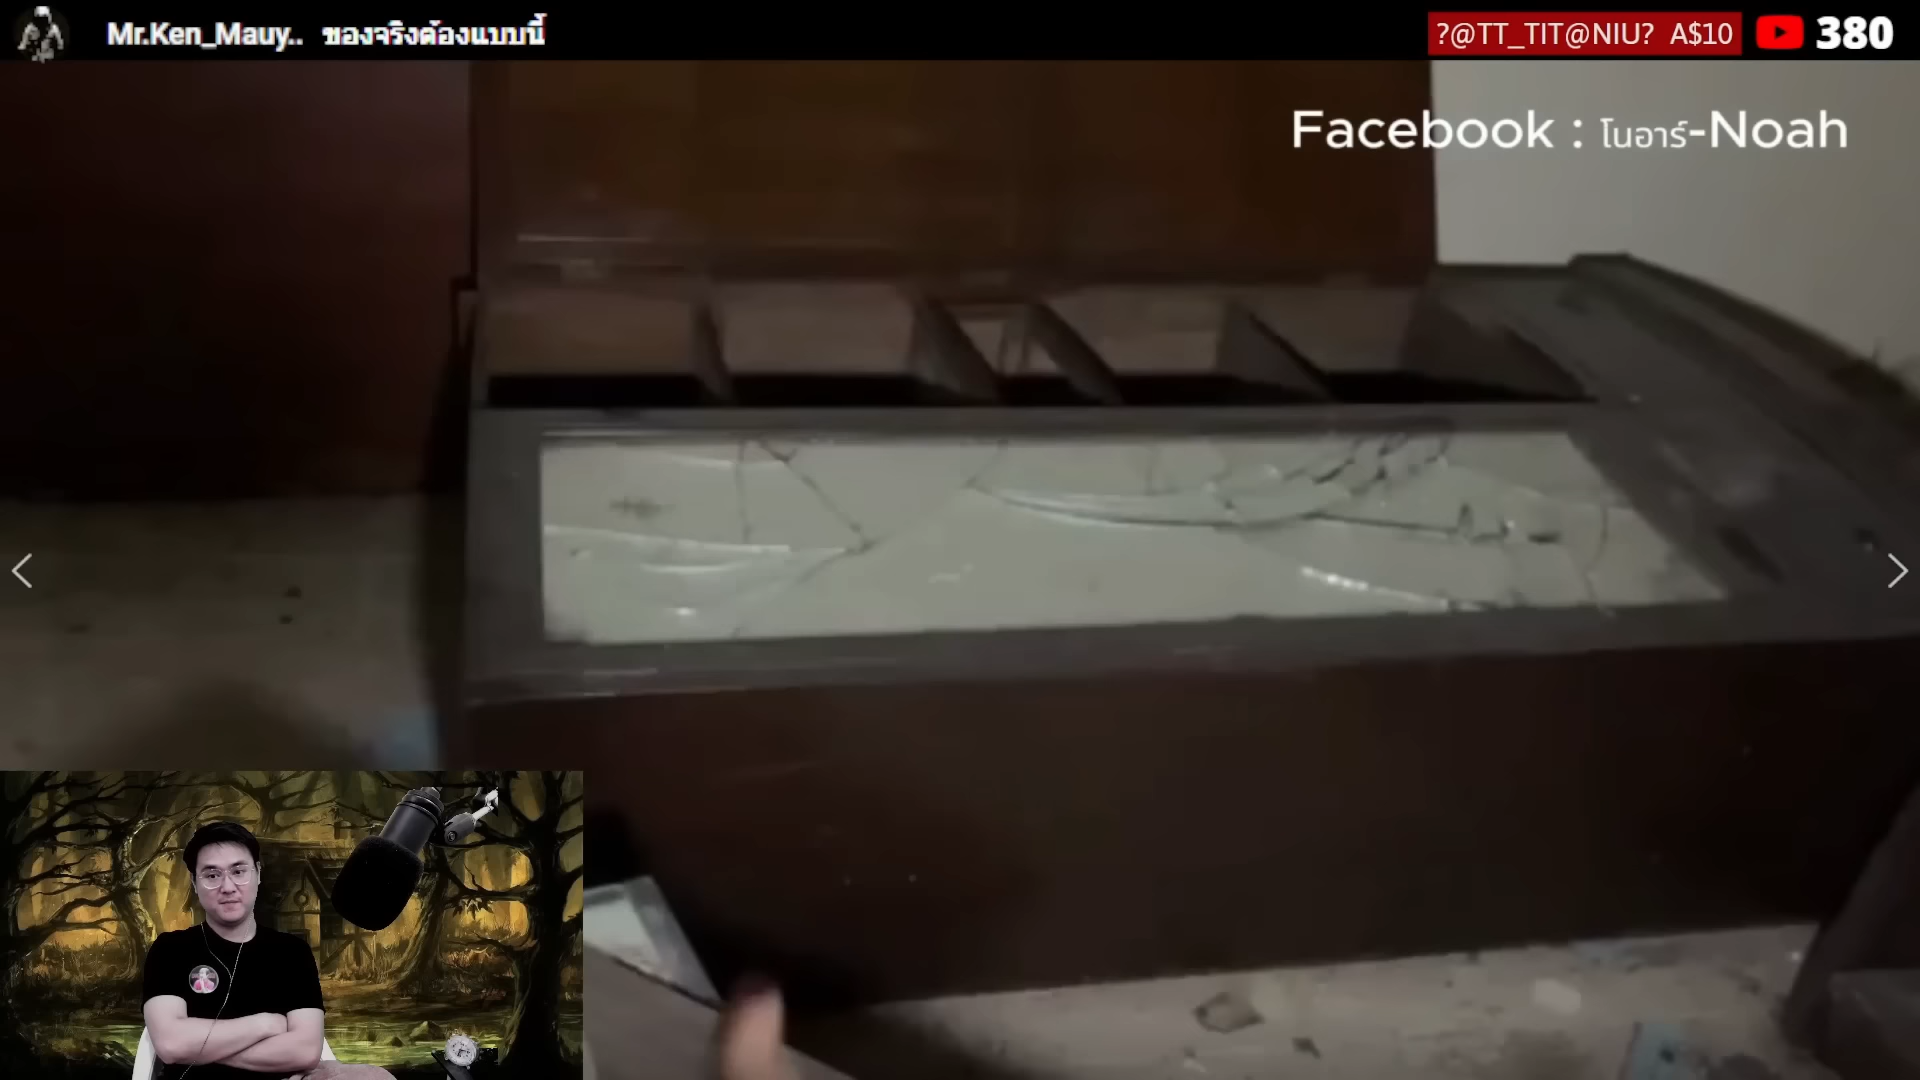 Mr.Ken_Mauy.. ของจริงต้องแบบนี้
?@TT_TIT@NIU? A$10
380
Facebook : โนอาร์-Noah